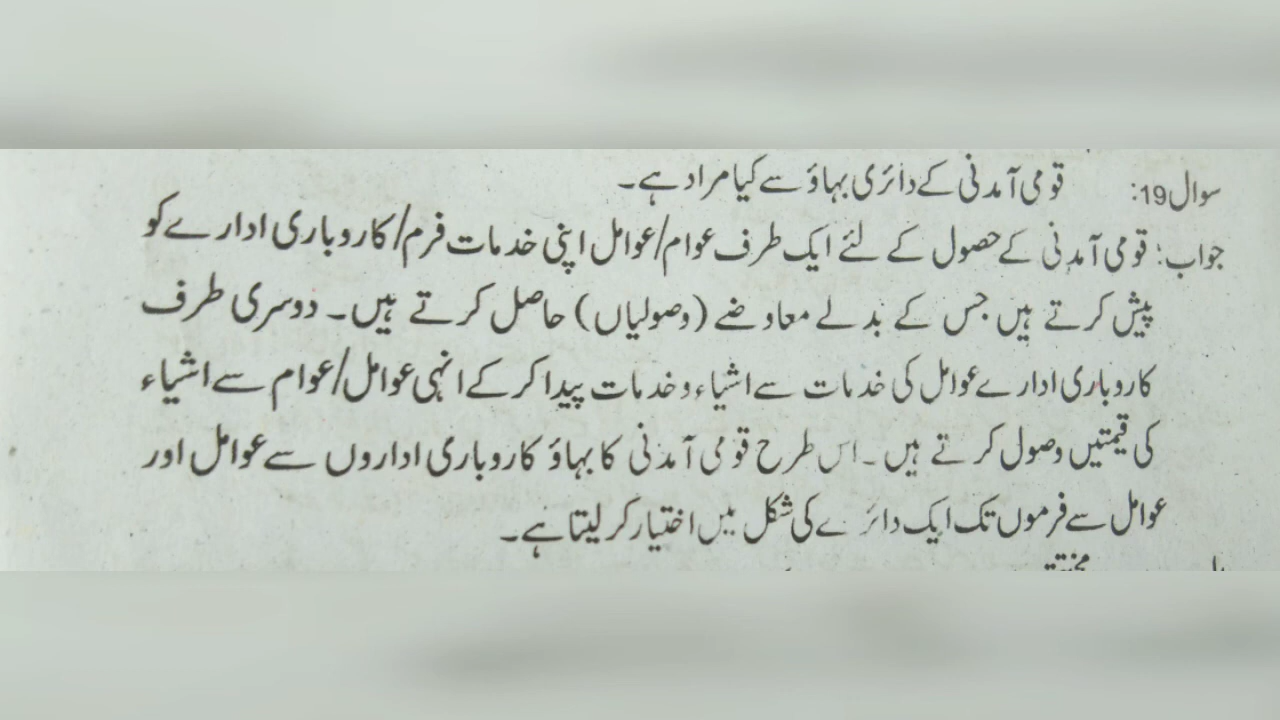 سوال19: قومی آمدنی کے دائری بہاؤ سے کیا مراد ہے۔
جواب: قومی آمدنی کے حصول کے لئے ایک طرف عوام/عوامل اپنی خدمات فرم/کاروباری ادارے کو
پیش کرتے ہیں جس کے بدلے معاوضے (وصولیاں) حاصل کرتے ہیں۔ دوسری طرف
کاروباری ادارے عوامل کی خدمات سے اشیاء و خدمات پیدا کر کے انہی عوامل/عوام سے اشیاء
کی قیمتیں وصول کرتے ہیں۔ اس طرح قومی آمدنی کا بہاؤ کاروباری اداروں سے عوامل اور
عوامل سے فرموں تک ایک دائرے کی شکل میں اختیار کر لیتا ہے۔